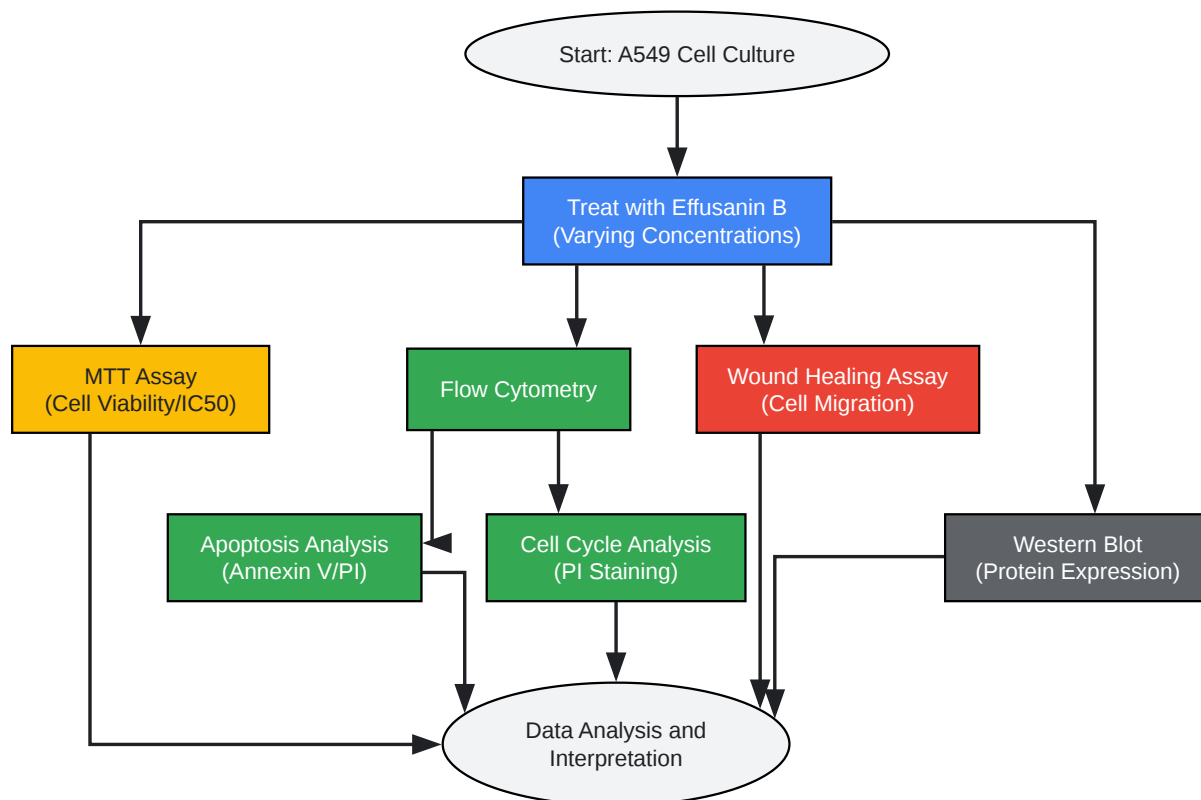 Start: A549 Cell Culture
Treat with Effusanin B
(Varying Concentrations)
MTT Assay
(Cell Viability/IC50)
Flow Cytometry
Wound Healing Assay
(Cell Migration)
Apoptosis Analysis
(Annexin V/PI)
Cell Cycle Analysis
(PI Staining)
Western Blot
(Protein Expression)
Data Analysis and
Interpretation